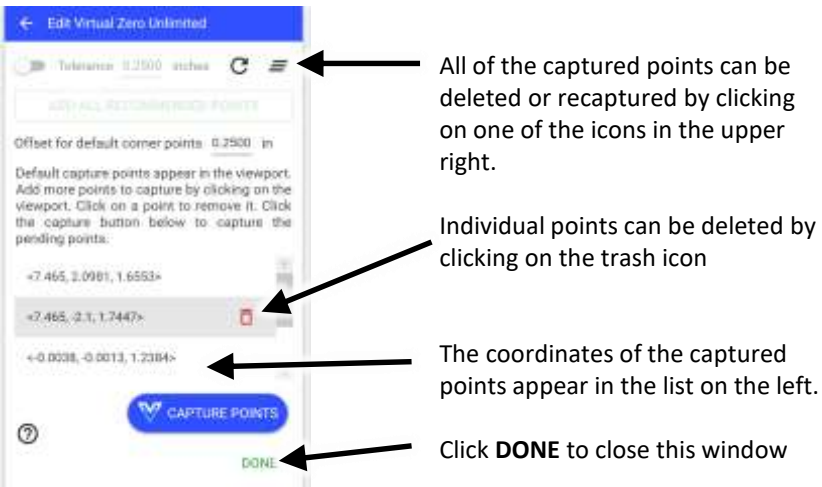 Edit Virtual Zero Unlimited
Tolerance 0.2500 inches
ADD ALL RECOMMENDED POINTS
Offset for default corner points 0.2500 in
Default capture points appear in the viewport.
Add more points to capture by clicking on the
viewport. Click on a point to remove it. Click
the capture button below to capture the
pending points.
<7.465, 2.0981, 1.6553>
<7.465, -2.1, 1.7447>
<-0.0038, -0.0013, 1.2384>
CAPTURE POINTS
DONE
All of the captured points can be
deleted or recaptured by clicking
on one of the icons in the upper
right.
Individual points can be deleted by
clicking on the trash icon
The coordinates of the captured
points appear in the list on the left.
Click DONE to close this window